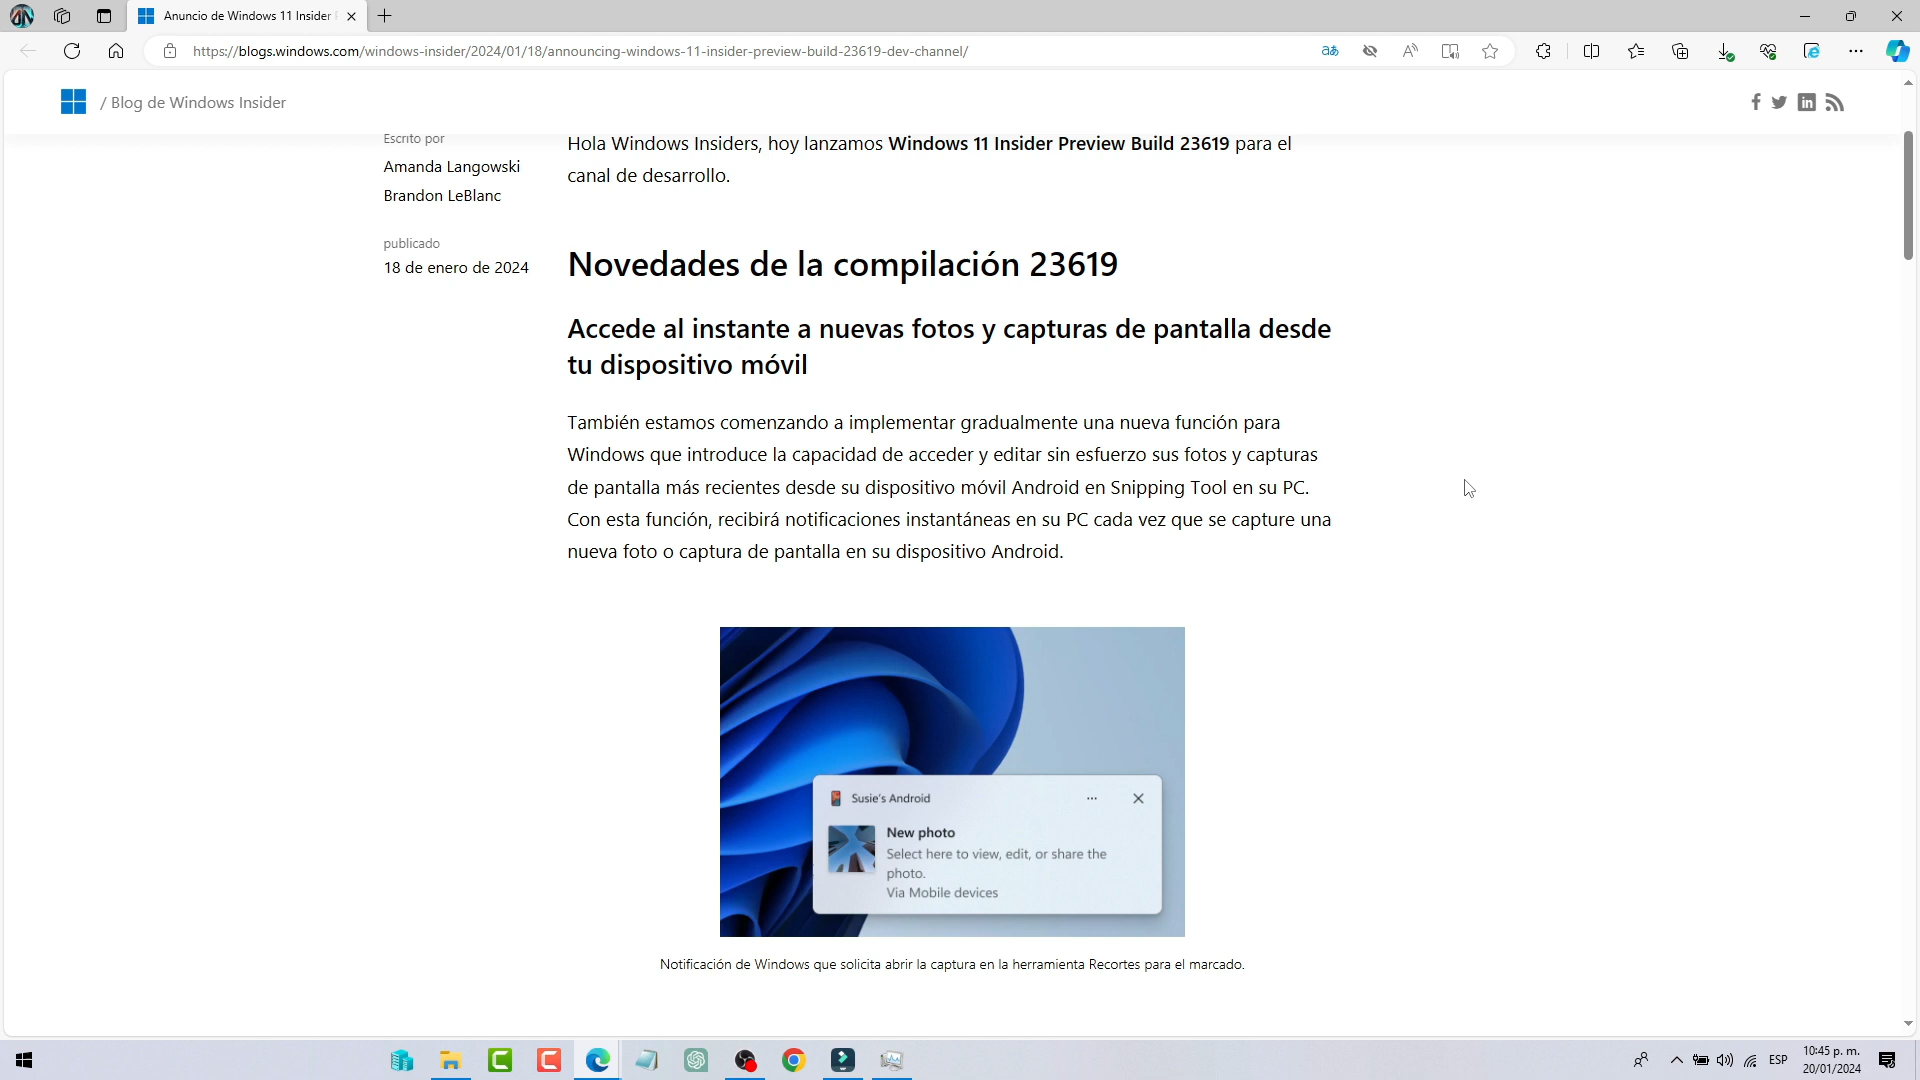 Anuncio de Windows 11 Insider
https://blogs.windows.com/windows-insider/2024/01/18/announcing-windows-11-insider-preview-build-23619-dev-channel/
/ Blog de Windows Insider
Escrito por
Amanda Langowski
Brandon LeBlanc
publicado
18 de enero de 2024
Hola Windows Insiders, hoy lanzamos Windows 11 Insider Preview Build 23619 para el
canal de desarrollo.
Novedades de la compilación 23619
Accede al instante a nuevas fotos y capturas de pantalla desde
tu dispositivo móvil
También estamos comenzando a implementar gradualmente una nueva función para
Windows que introduce la capacidad de acceder y editar sin esfuerzo sus fotos y capturas
de pantalla más recientes desde su dispositivo móvil Android en Snipping Tool en su PC.
Con esta función, recibirá notificaciones instantáneas en su PC cada vez que se capture una
nueva foto o captura de pantalla en su dispositivo Android.
Susie's Android
New photo
Select here to view, edit, or share the
photo.
Via Mobile devices
Notificación de Windows que solicita abrir la captura en la herramienta Recortes para el marcado.
ESP
10:45 p. m.
20/01/2024